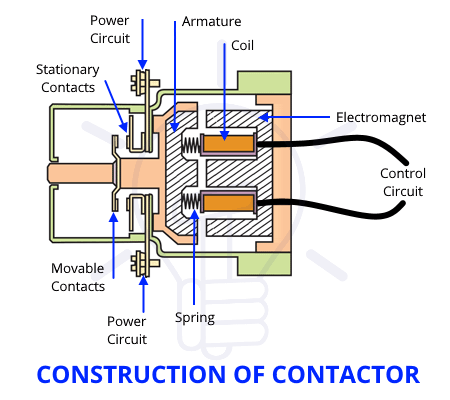 Power
Circuit
Armature
Coil
Stationary
Contacts
Electromagnet
Control
Circuit
Movable
Contacts
Power
Circuit
Spring
CONSTRUCTION OF CONTACTOR